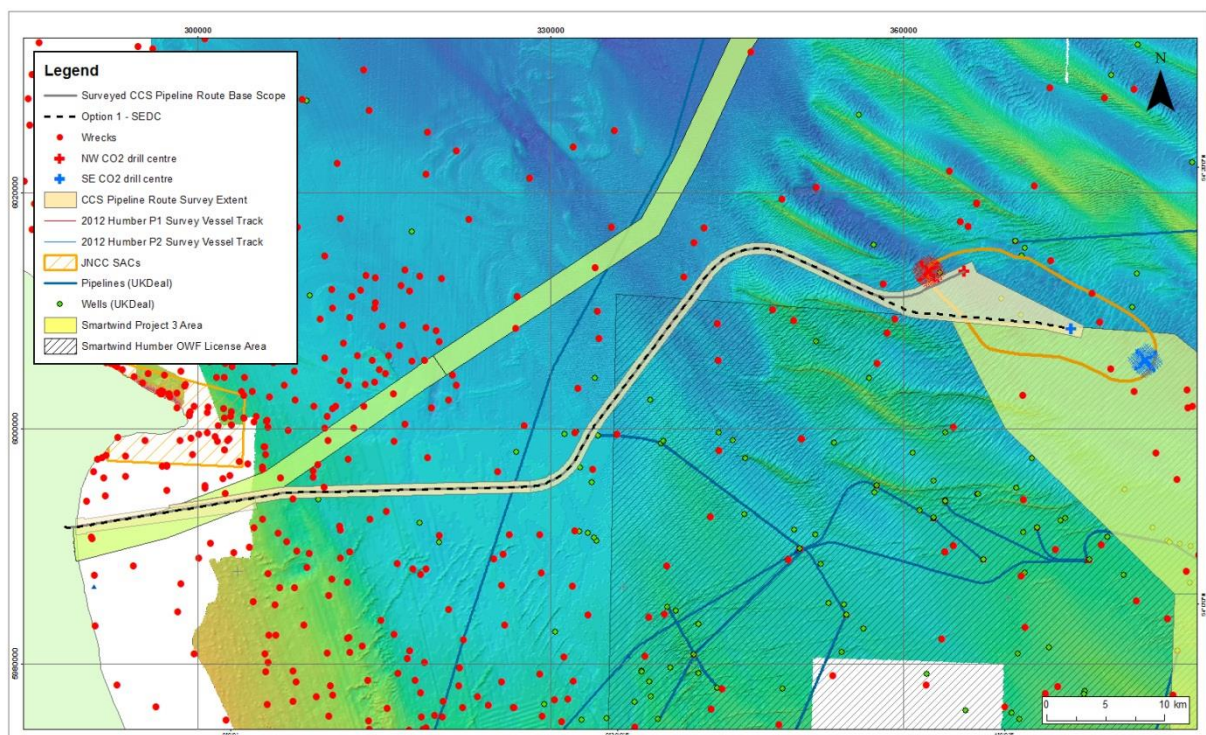 300000
330000
360000
Legend
Surveyed CCS Pipeline Route Base Scope
Option 1 - SEDC
Wrecks
NW CO2 drill centre
SE CO2 drill centre
CCS Pipeline Route Survey Extent
2012 Humber P1 Survey Vessel Track
2012 Humber P2 Survey Vessel Track
JNCC SACs
Pipelines (UKDeal)
Wells (UKDeal)
Smartwind Project 3 Area
Smartwind Humber OWF License Area
N
6020000
6000000
5980000
0
10 km